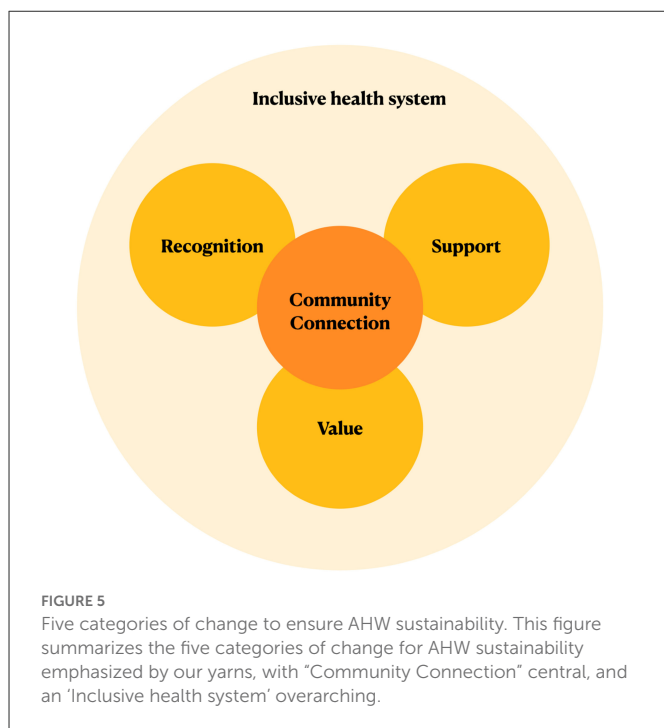 Inclusive health system
Recognition
Support
Community
Connection
Value
FIGURE 5
Five categories of change to ensure AHW sustainability. This figure
summarizes the five categories of change for AHW sustainability
emphasized by our yarns, with “Community Connection” central, and
an ‘Inclusive health system’ overarching.